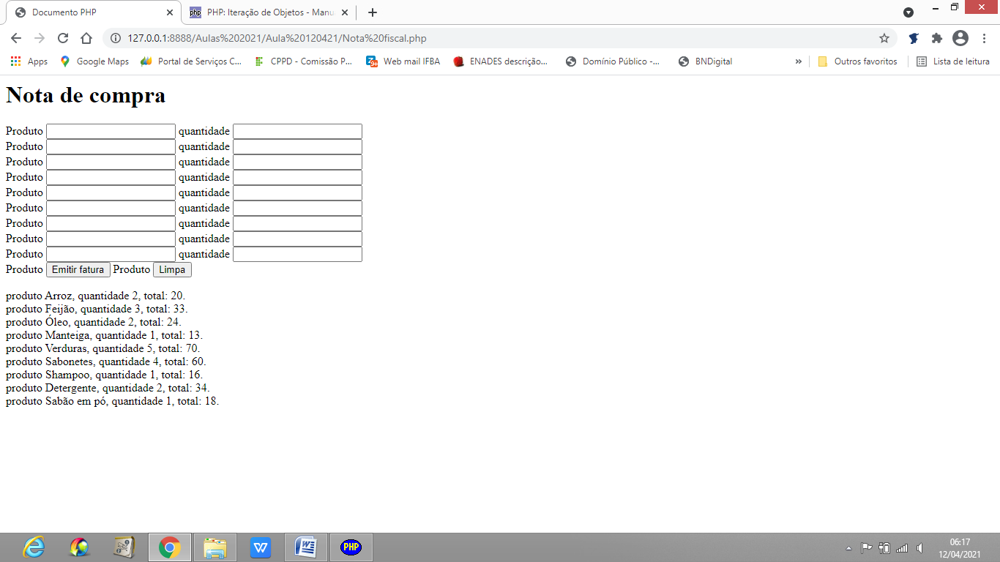 Documento PHP
php PHP: Iteração de Objetos - Manu
127.0.0.1:8888/Aulas%202021/Aula%20120421/Nota%20fiscal.php
Apps Google Maps Portal de Serviços C... CPPD - Comissão P... Web mail IFBA ENADES descrição... Domínio Público -... BNDigital » Outros favoritos Lista de leitura
Nota de compra
Produto quantidade
Produto quantidade
Produto quantidade
Produto quantidade
Produto quantidade
Produto quantidade
Produto quantidade
Produto quantidade
Produto quantidade
Produto Emitir fatura Produto Limpa
produto Arroz, quantidade 2, total: 20.
produto Feijão, quantidade 3, total: 33.
produto Óleo, quantidade 2, total: 24.
produto Manteiga, quantidade 1, total: 13.
produto Verduras, quantidade 5, total: 70.
produto Sabonetes, quantidade 4, total: 60.
produto Shampoo, quantidade 1, total: 16.
produto Detergente, quantidade 2, total: 34.
produto Sabão em pó, quantidade 1, total: 18.
PHP
06:17
12/04/2021